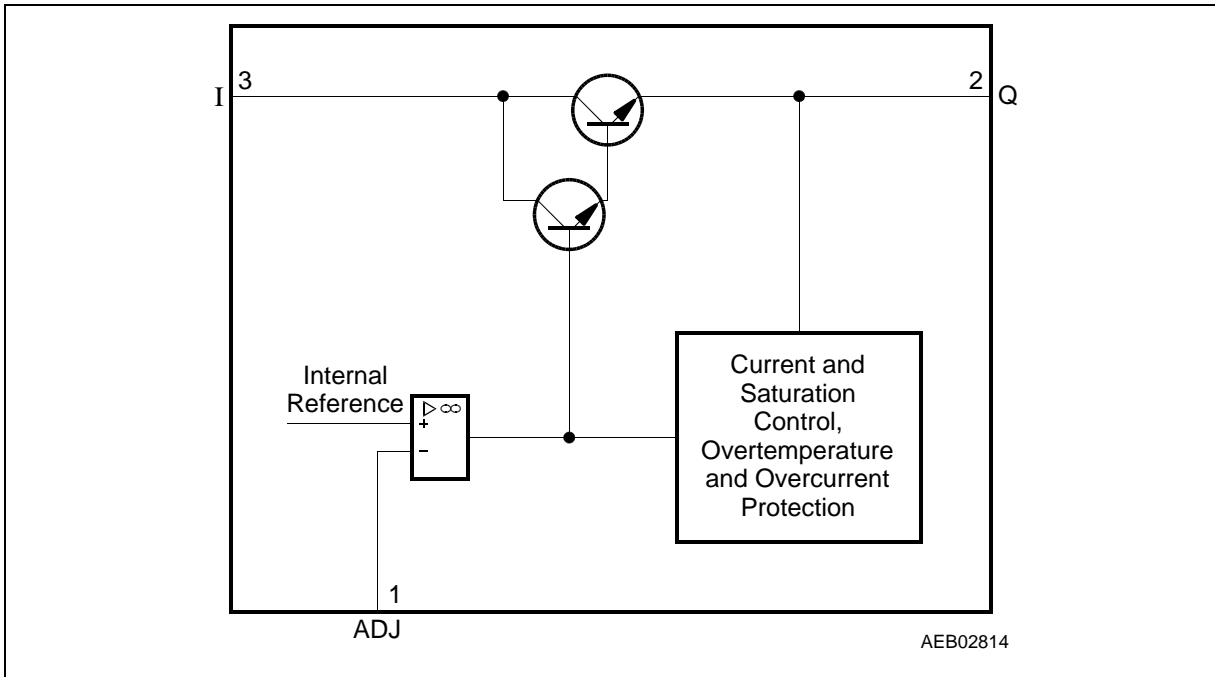 3
I
2
Q
Internal
Reference
▷ ∞
+
−
Current and
Saturation
Control,
Overtemperature
and Overcurrent
Protection
1
ADJ
AEB02814